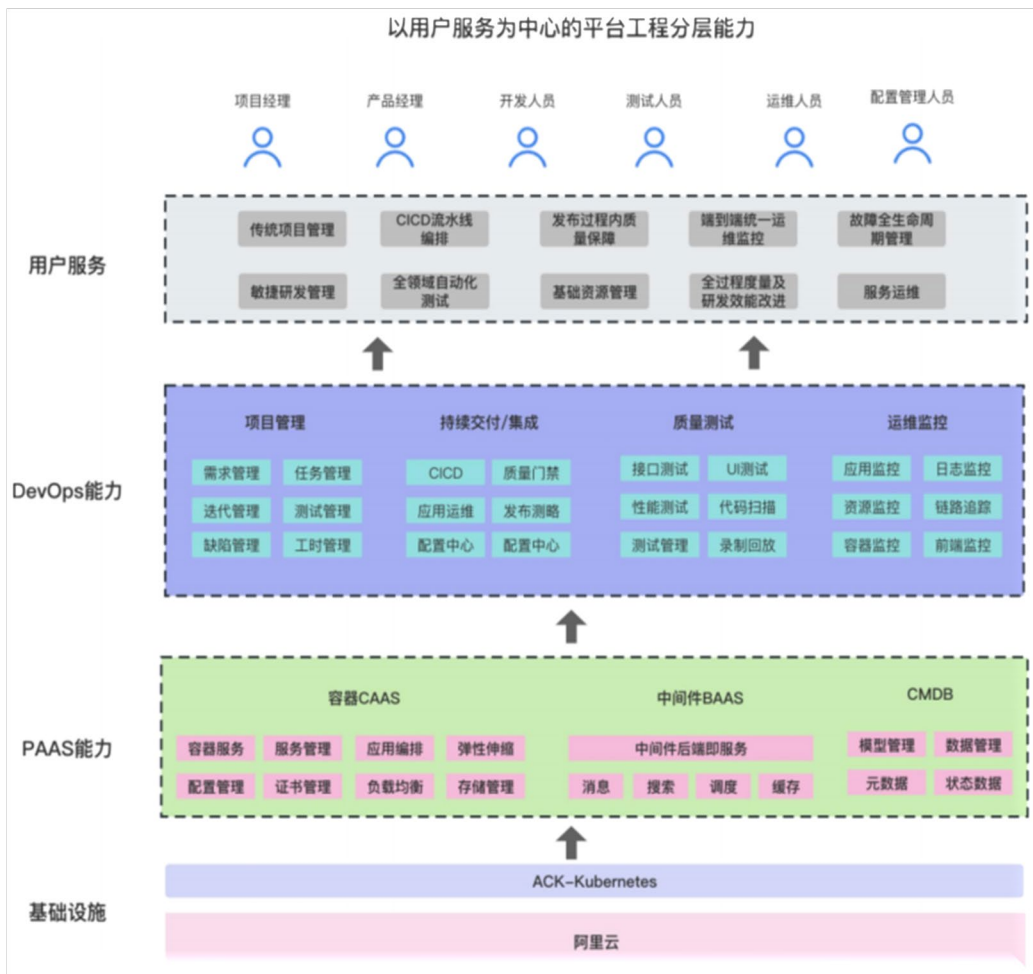 以用户服务为中心的平台工程分层能力
项目经理
产品经理
开发人员
测试人员
运维人员
配置管理人员
用户服务
传统项目管理
CICD流水线
编排
发布过程内质
量保障
端到端统一运
维监控
故障全生命周
期管理
敏捷研发管理
全领域自动化
测试
基础资源管理
全过程度量及
研发效能改进
服务运维
DevOps能力
项目管理
持续交付/集成
质量测试
运维监控
需求管理
任务管理
CICD
质量门禁
接口测试
UI测试
应用监控
日志监控
迭代管理
测试管理
应用运维
发布测略
性能测试
代码扫描
资源监控
链路追踪
缺陷管理
工时管理
配置中心
配置中心
测试管理
录制回放
容器监控
前端监控
PAAS能力
容器CAAS
中间件BAAS
CMDB
容器服务
服务管理
应用编排
弹性伸缩
中间件后端即服务
模型管理
数据管理
配置管理
证书管理
负载均衡
存储管理
消息
搜索
调度
缓存
元数据
状态数据
基础设施
ACK-Kubernetes
阿里云